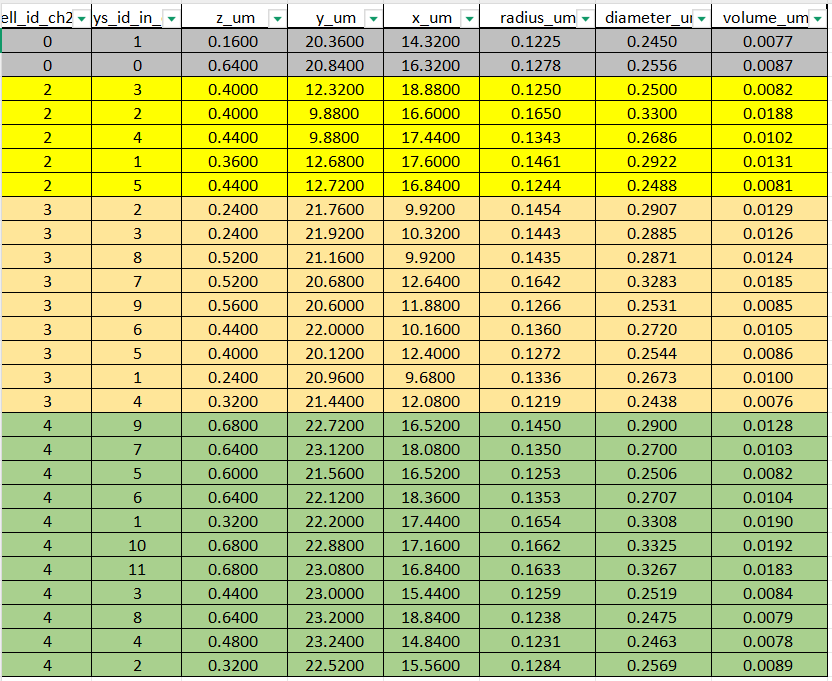 ell_id_ch2 ys_id_in_ z_um y_um x_um radius_um diameter_u volume_um
0 1 0.1600 20.3600 14.3200 0.1225 0.2450 0.0077
0 0 0.6400 20.8400 16.3200 0.1278 0.2556 0.0087
2 3 0.4000 12.3200 18.8800 0.1250 0.2500 0.0082
2 2 0.4000 9.8800 16.6000 0.1650 0.3300 0.0188
2 4 0.4400 9.8800 17.4400 0.1343 0.2686 0.0102
2 1 0.3600 12.6800 17.6000 0.1461 0.2922 0.0131
2 5 0.4400 12.7200 16.8400 0.1244 0.2488 0.0081
3 2 0.2400 21.7600 9.9200 0.1454 0.2907 0.0129
3 3 0.2400 21.9200 10.3200 0.1443 0.2885 0.0126
3 8 0.5200 21.1600 9.9200 0.1435 0.2871 0.0124
3 7 0.5200 20.6800 12.6400 0.1642 0.3283 0.0185
3 9 0.5600 20.6000 11.8800 0.1266 0.2531 0.0085
3 6 0.4400 22.0000 10.1600 0.1360 0.2720 0.0105
3 5 0.4000 20.1200 12.4000 0.1272 0.2544 0.0086
3 1 0.2400 20.9600 9.6800 0.1336 0.2673 0.0100
3 4 0.3200 21.4400 12.0800 0.1219 0.2438 0.0076
4 9 0.6800 22.7200 16.5200 0.1450 0.2900 0.0128
4 7 0.6400 23.1200 18.0800 0.1350 0.2700 0.0103
4 5 0.6000 21.5600 16.5200 0.1253 0.2506 0.0082
4 6 0.6400 22.1200 18.3600 0.1353 0.2707 0.0104
4 1 0.3200 22.2000 17.4400 0.1654 0.3308 0.0190
4 10 0.6800 22.8800 17.1600 0.1662 0.3325 0.0192
4 11 0.6800 23.0800 16.8400 0.1633 0.3267 0.0183
4 3 0.4400 23.0000 15.4400 0.1259 0.2519 0.0084
4 8 0.6400 23.2000 18.8400 0.1238 0.2475 0.0079
4 4 0.4800 23.2400 14.8400 0.1231 0.2463 0.0078
4 2 0.3200 22.5200 15.5600 0.1284 0.2569 0.0089